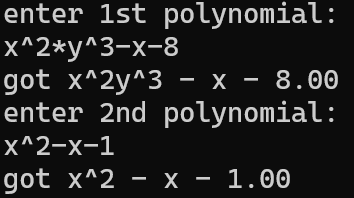 enter 1st polynomial:
x^2*y^3-x-8
got x^2y^3 - x - 8.00
enter 2nd polynomial:
x^2-x-1
got x^2 - x - 1.00